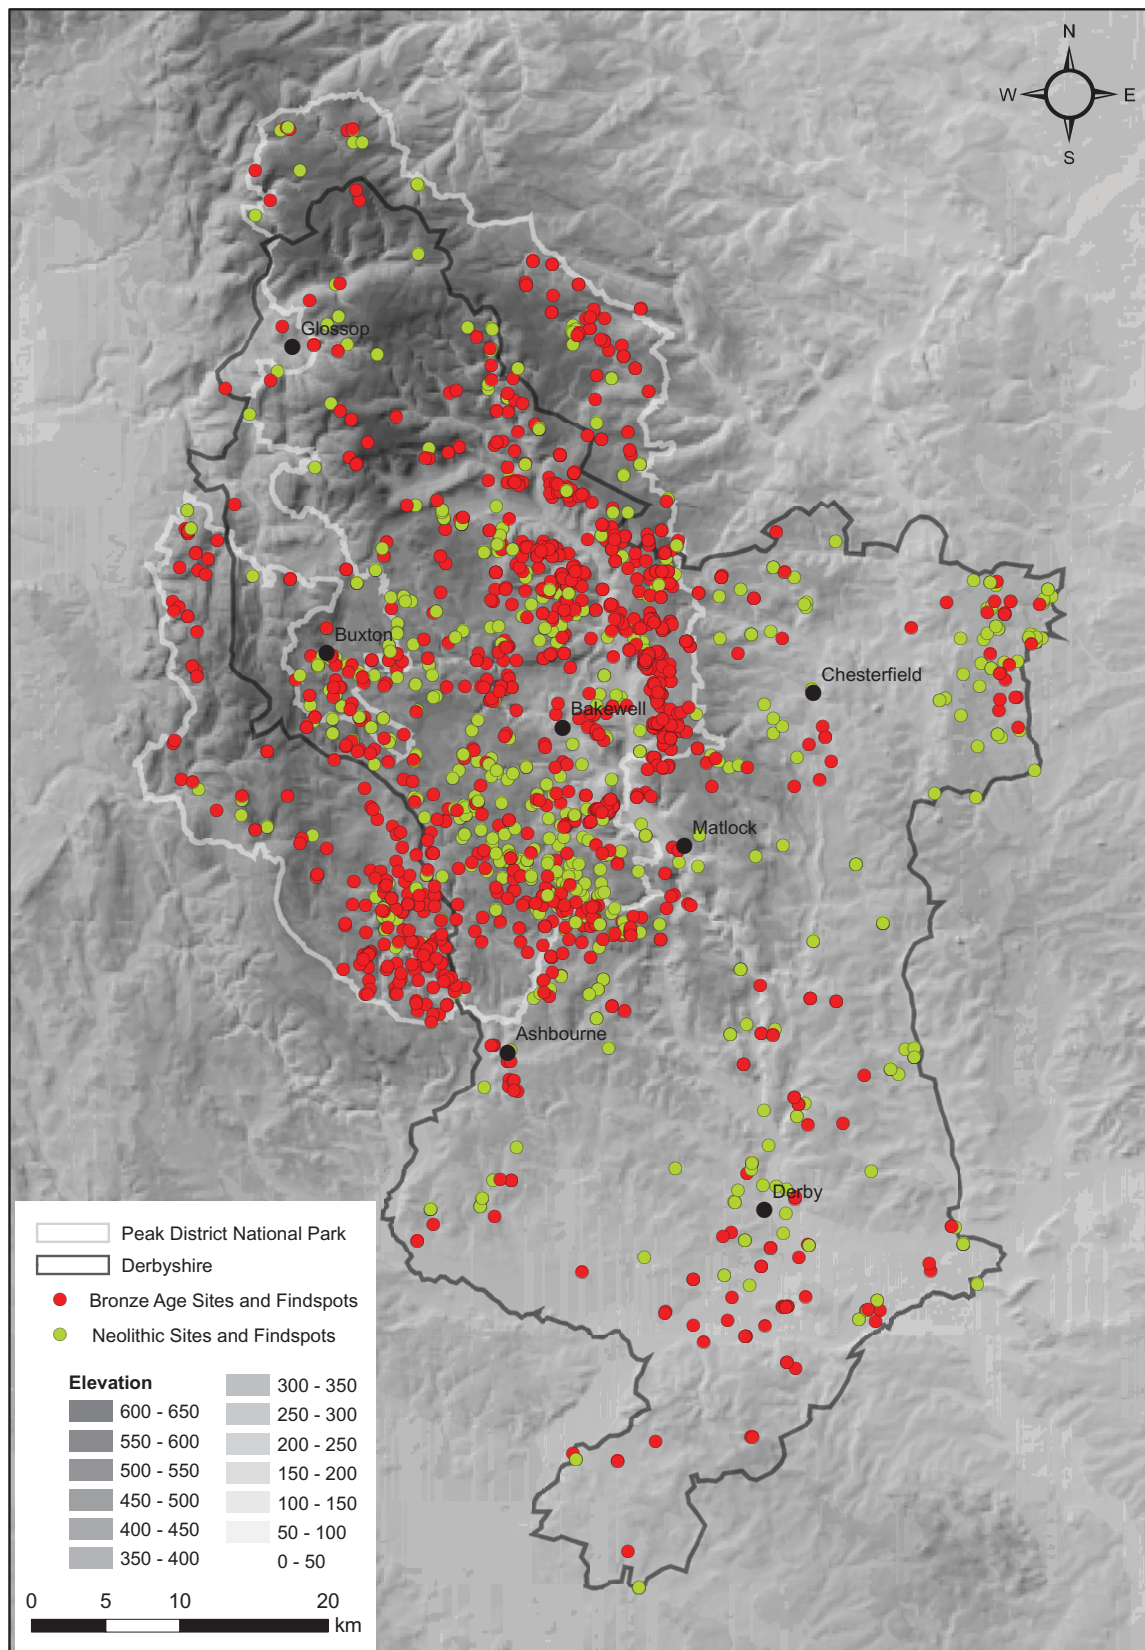 N
W
E
S
Glossop
Buxton
Chesterfield
Bakewell
Matlock
Ashbourne
Derby
Peak District National Park
Derbyshire
Bronze Age Sites and Findspots
Neolithic Sites and Findspots
Elevation
600 - 650
550 - 600
500 - 550
450 - 500
400 - 450
350 - 400
300 - 350
250 - 300
200 - 250
150 - 200
100 - 150
50 - 100
0 - 50
0 5 10 20
km